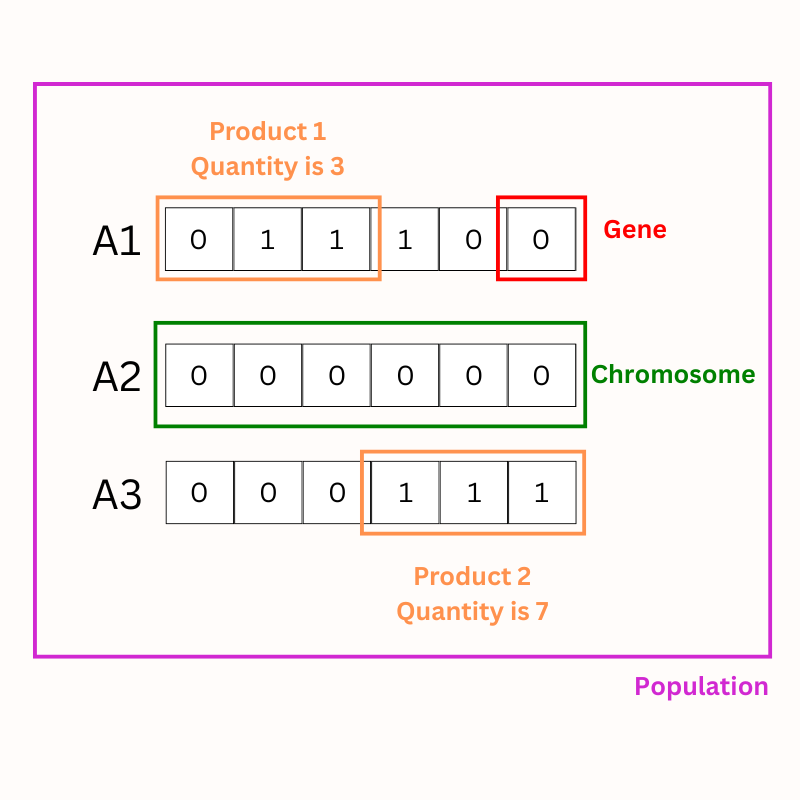 Product 1
Quantity is 3
A1 0 1 1 1 0 0 Gene
A2 0 0 0 0 0 0 Chromosome
A3 0 0 0 1 1 1
Product 2
Quantity is 7
Population